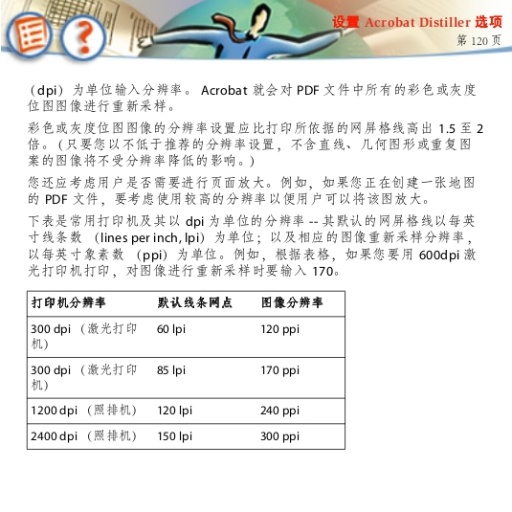 设置 Acrobat Distiller 选项
第 120 页
（dpi）为单位输入分辨率。 Acrobat 就会对 PDF 文件中所有的彩色或灰度
位图图像进行重新采样。
彩色或灰度位图图像的分辨率设置应比打印所依据的网屏格线高出 1.5 至 2
倍。（只要您以不低于推荐的分辨率设置，不含直线、几何图形或重复图
案的图像将不受分辨率降低的影响。）
您还应考虑用户是否需要进行页面放大。例如，如果您正在创建一张地图
的 PDF 文件，要考虑使用较高的分辨率以便用户可以将该图放大。
下表是常用打印机及其以 dpi 为单位的分辨率 -- 其默认的网屏格线以每英
寸线条数 （lines per inch, lpi）为单位；以及相应的图像重新采样分辨率，
以每英寸象素数 （ppi）为单位。例如，根据表格，如果您要用 600dpi 激
光打印机打印，对图像进行重新采样时要输入 170。
打印机分辨率 默认线条网点 图像分辨率
300 dpi （激光打印 60 lpi 120 ppi
机）
300 dpi （激光打印 85 lpi 170 ppi
机）
1200 dpi （照排机） 120 lpi 240 ppi
2400 dpi （照排机） 150 lpi 300 ppi